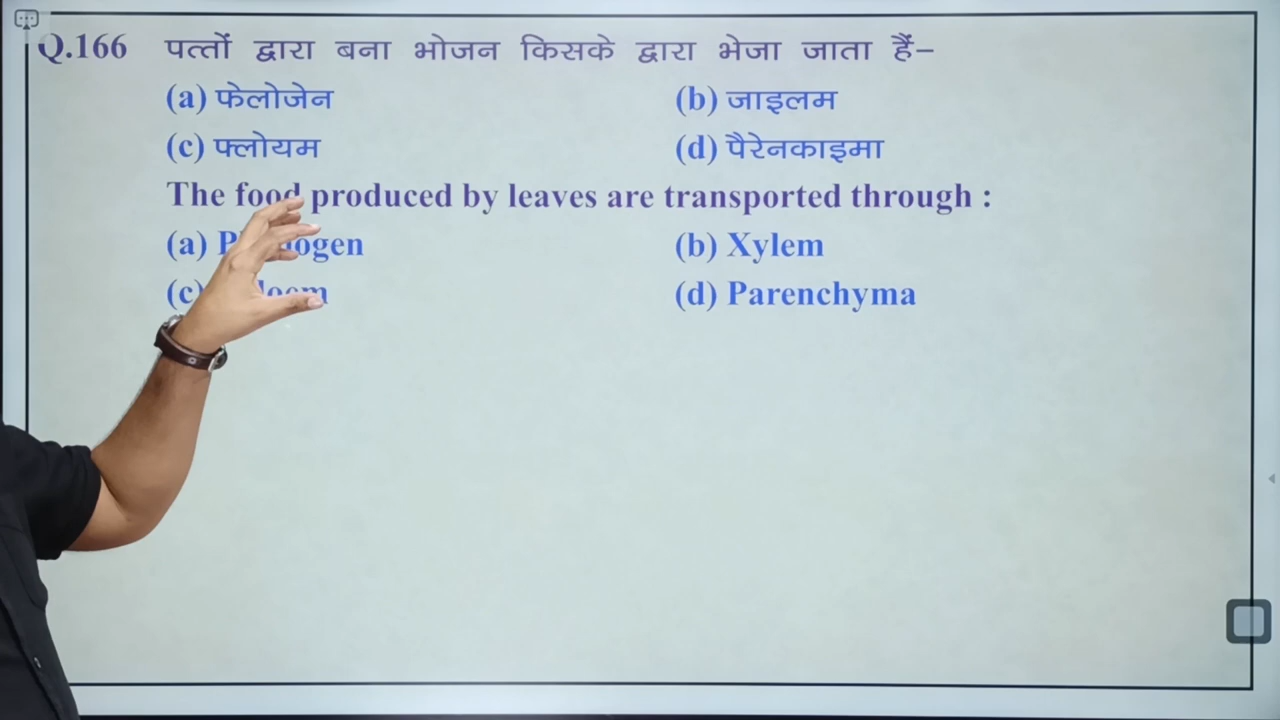 Q.166 पत्तों द्वारा बना भोजन किसके द्वारा भेजा जाता हैं–
(a) फेलोजेन (b) जाइलम
(c) फ्लोयम (d) पैरेनकाइमा
The food produced by leaves are transported through :
(a) (b) Xylem
(c) (d) Parenchyma